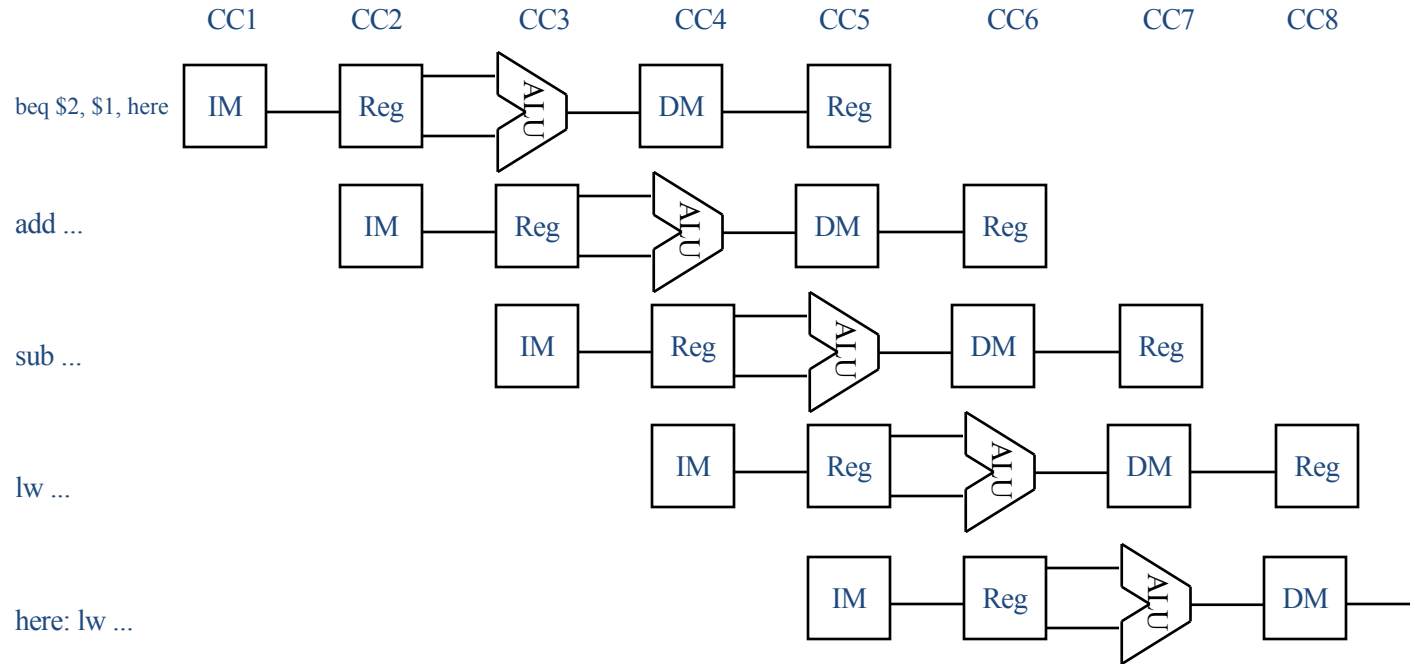 CC1 CC2 CC3 CC4 CC5 CC6 CC7 CC8
beq $2, $1, here IM Reg ALU DM Reg
add ... IM Reg ALU DM Reg
sub ... IM Reg ALU DM Reg
lw ... IM Reg ALU DM Reg
here: lw ... IM Reg ALU DM